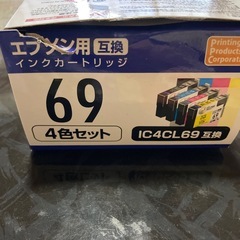 エプソン用 互換
インクカートリッジ
Printing
Product
Corporat
69
4色セット
IC4CL69 互換